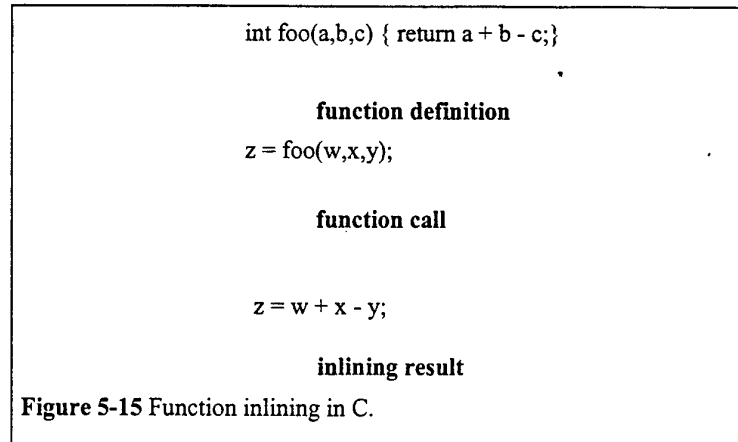 int foo(a,b,c) { return a + b - c;}
function definition
z = foo(w,x,y);
function call
z = w + x - y;
inlining result
Figure 5-15 Function inlining in C.